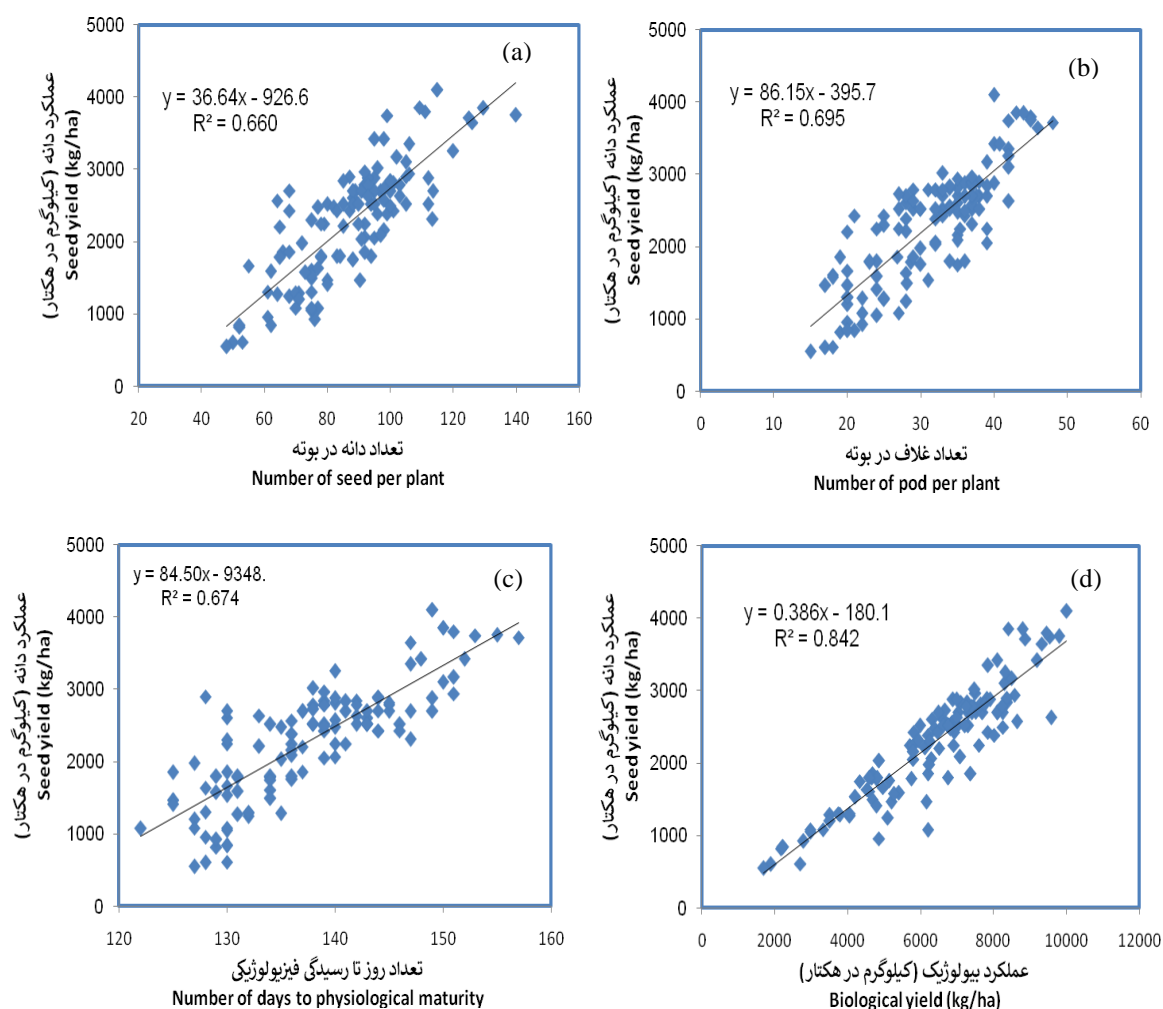 (a)
y = 36.64x - 926.6
R² = 0.660
عملکرد دانه (کیلوگرم در هکتار)
Seed yield (kg/ha)
5000
4000
3000
2000
1000
0
20 40 60 80 100 120 140 160
تعداد دانه در بوته
Number of seed per plant
(b)
y = 86.15x - 395.7
R² = 0.695
عملکرد دانه (کیلوگرم در هکتار)
Seed yield (kg/ha)
5000
4000
3000
2000
1000
0
0 10 20 30 40 50 60
تعداد غلاف در بوته
Number of pod per plant
(c)
y = 84.50x - 9348.
R² = 0.674
عملکرد دانه (کیلوگرم در هکتار)
Seed yield (kg/ha)
5000
4000
3000
2000
1000
0
120 130 140 150 160
تعداد روز تا رسیدگی فیزیولوژیکی
Number of days to physiological maturity
(d)
y = 0.386x - 180.1
R² = 0.842
عملکرد دانه (کیلوگرم در هکتار)
Seed yield (kg/ha)
5000
4000
3000
2000
1000
0
0 2000 4000 6000 8000 10000 12000
عملکرد بیولوژیک (کیلوگرم در هکتار)
Biological yield (kg/ha)